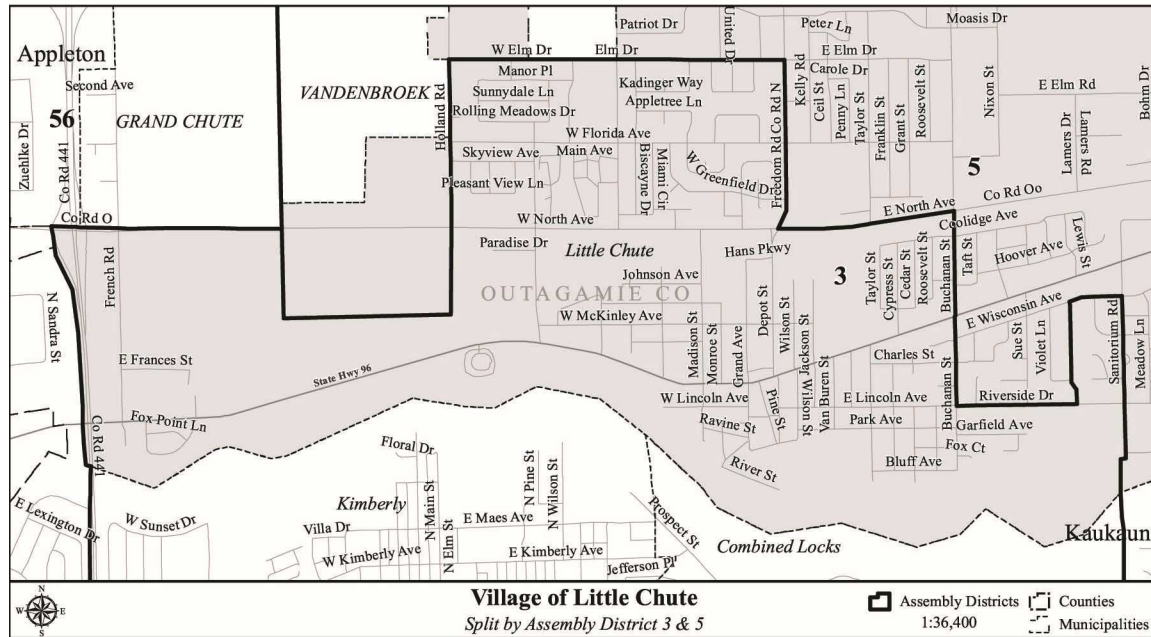 Appleton
Second Ave
56
GRAND CHUTE
Zuehlke Dr
Co Rd 441
Co Rd O
VANDENBROEK
Holland Rd
W Elm Dr
Elm Dr
Patriot Dr
United Dr
Manor Pl
Sunnydale Ln
Rolling Meadows Dr
Kadinger Way
Appletree Ln
W Florida Ave
Skyview Ave
Main Ave
Pleasant View Ln
Biscayne Dr
Miami Cir
W Greenfield Dr
Freedom Rd Co Rd N
W North Ave
Peter Ln
Moasis Dr
E Elm Dr
Carole Dr
Kelly Rd
Ceil St
Penny Ln
Taylor St
Franklin St
Grant St
Roosevelt St
Nixon St
E Elm Rd
Bohm Dr
Lamers Dr
Lamers Rd
5
Co Rd Oo
E North Ave
Coolidge Ave
Hoover Ave
Lewis St
Taft St
Paradise Dr
Little Chute
Hans Pkwy
3
Taylor St
Cypress St
Cedar St
Roosevelt St
Buchanan St
Johnson Ave
OUTAGAMIE CO
W McKinley Ave
Madison St
Monroe St
Grand Ave
Depot St
Wilson St
Jackson St
Van Buren St
Charles St
E Wisconsin Ave
Sue St
Violet Ln
Sanitorium Rd
Meadow Ln
Riverside Dr
N Sandra St
French Rd
E Frances St
State Hwy 96
Fox Point Ln
Co Rd 441
W Lincoln Ave
E Lincoln Ave
Pine St
Wilson St
Park Ave
Buchanan St
Garfield Ave
Fox Ct
Bluff Ave
Ravine St
River St
E Lexington Dr
W Sunset Dr
Floral Dr
Kimberly
Villa Dr
W Kimberly Ave
N Main St
N Elm St
N Pine St
N Wilson St
E Maes Ave
E Kimberly Ave
Jefferson Pl
Prospect St
Combined Locks
Kaukaun
N
W
E
S
Village of Little Chute
Split by Assembly District 3 & 5
Assembly Districts
1:36,400
Counties
Municipalities